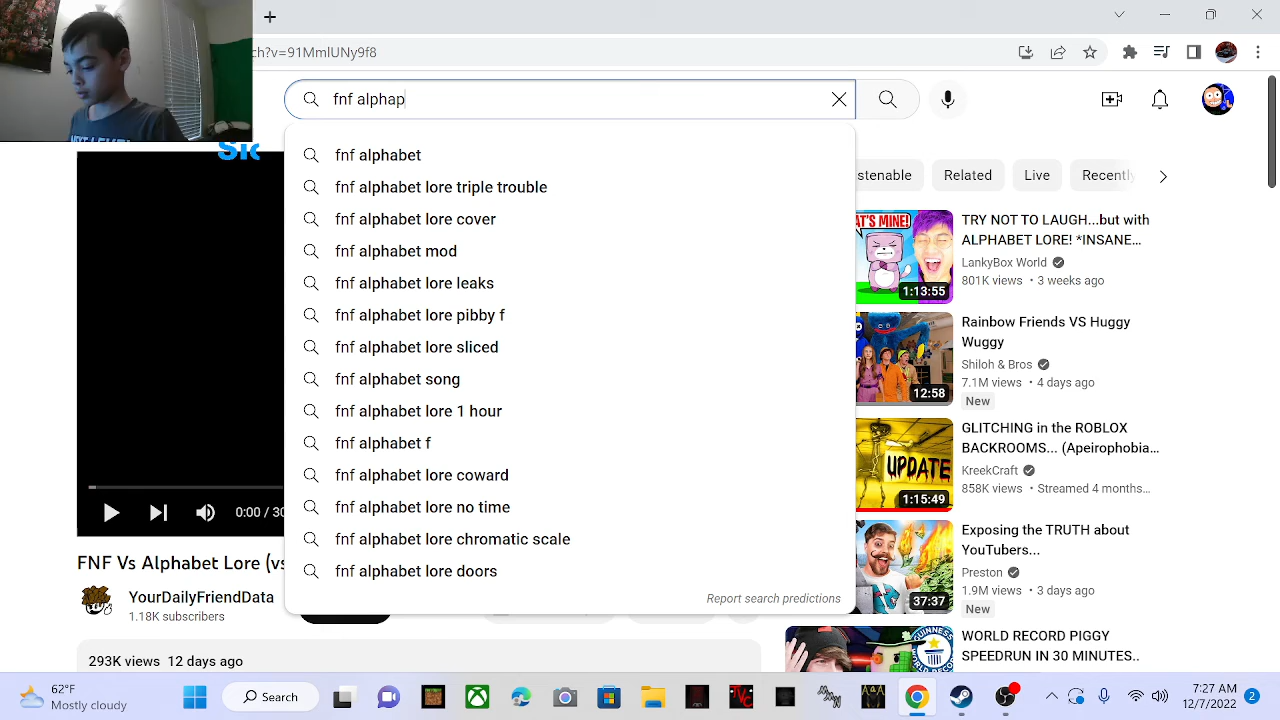 ch?v=91MmlUNy9f8
fnf alphap
fnf alphabet
fnf alphabet lore triple trouble
fnf alphabet lore cover
fnf alphabet mod
fnf alphabet lore leaks
fnf alphabet lore pibby f
fnf alphabet lore sliced
fnf alphabet song
fnf alphabet lore 1 hour
fnf alphabet f
fnf alphabet lore coward
fnf alphabet lore no time
fnf alphabet lore chromatic scale
fnf alphabet lore doors
Report search predictions
stenable
Related
Live
Recently
AT'S MINE!
1:13:55
TRY NOT TO LAUGH...but with
ALPHABET LORE! *INSANE...
LankyBox World
801K views • 3 weeks ago
12:58
Rainbow Friends VS Huggy
Wuggy
Shiloh & Bros
7.1M views • 4 days ago
New
UPDATE
1:15:49
GLITCHING in the ROBLOX
BACKROOMS... (Apeirophobia...
KreekCraft
858K views • Streamed 4 months...
37:37
Exposing the TRUTH about
YouTubers...
Preston
1.9M views • 3 days ago
New
GUINNESS
WORLD RECORD PIGGY
SPEEDRUN IN 30 MINUTES..
0:00 / 30
FNF Vs Alphabet Lore (vs
YourDailyFriendData
1.18K subscribers
293K views 12 days ago
62°F
Mostly cloudy
Search
7:27 AM
12/7/2022
2